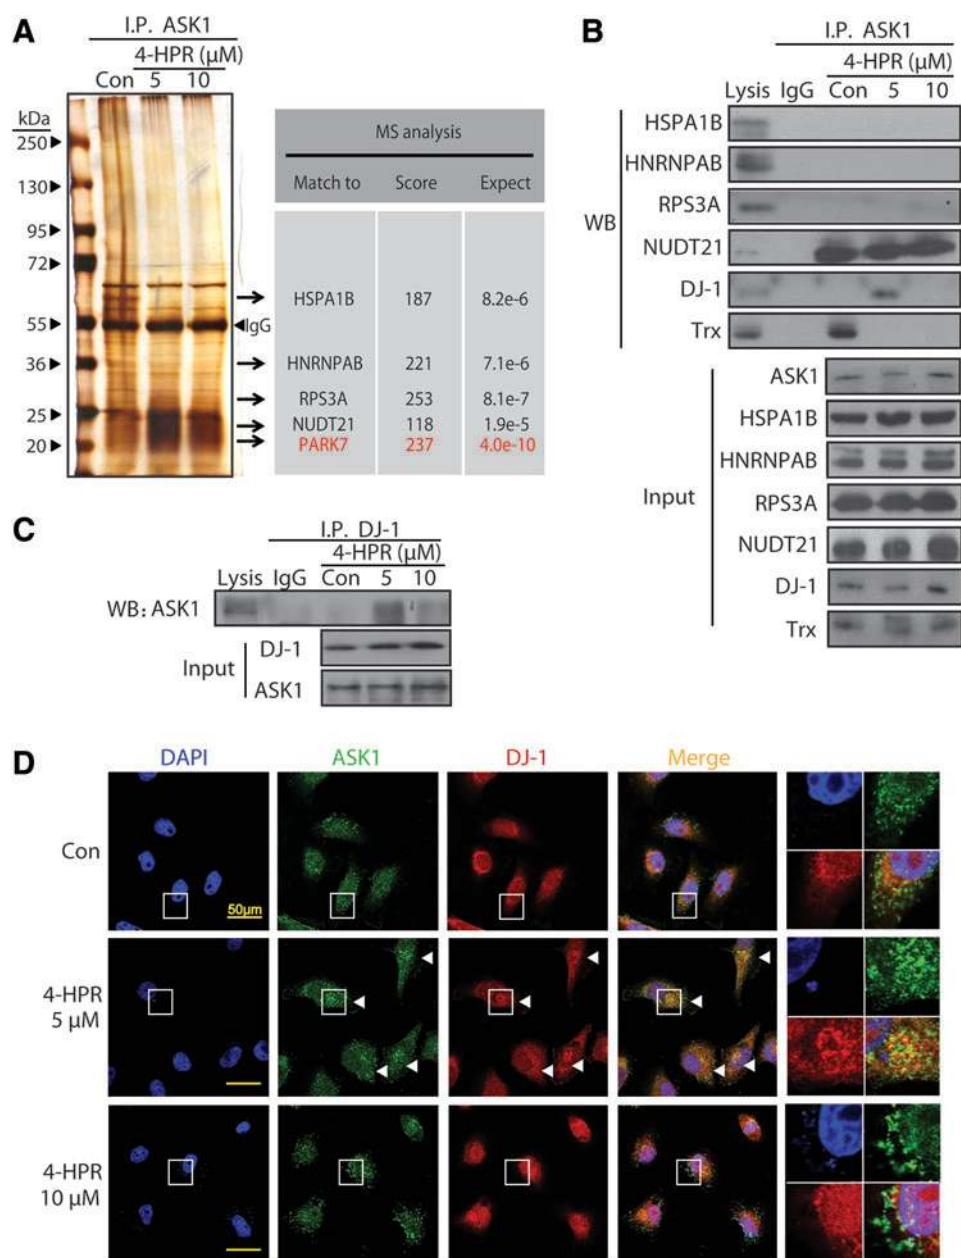 A
I.P. ASK1
4-HPR (µM)
Con 5 10
kDa
250
130
95
72
55
36
25
20
IgG
MS analysis
Match to Score Expect
HSPA1B 187 8.2e-6
HNRNPAB 221 7.1e-6
RPS3A 253 8.1e-7
NUDT21 118 1.9e-5
PARK7 237 4.0e-10
B
I.P. ASK1
4-HPR (µM)
Lysis IgG Con 5 10
WB
HSPA1B
HNRNPAB
RPS3A
NUDT21
DJ-1
Trx
Input
ASK1
HSPA1B
HNRNPAB
RPS3A
NUDT21
DJ-1
Trx
C
I.P. DJ-1
4-HPR (µM)
Lysis IgG Con 5 10
WB: ASK1
Input
DJ-1
ASK1
D
DAPI ASK1 DJ-1 Merge
Con
50µm
4-HPR
5 µM
4-HPR
10 µM